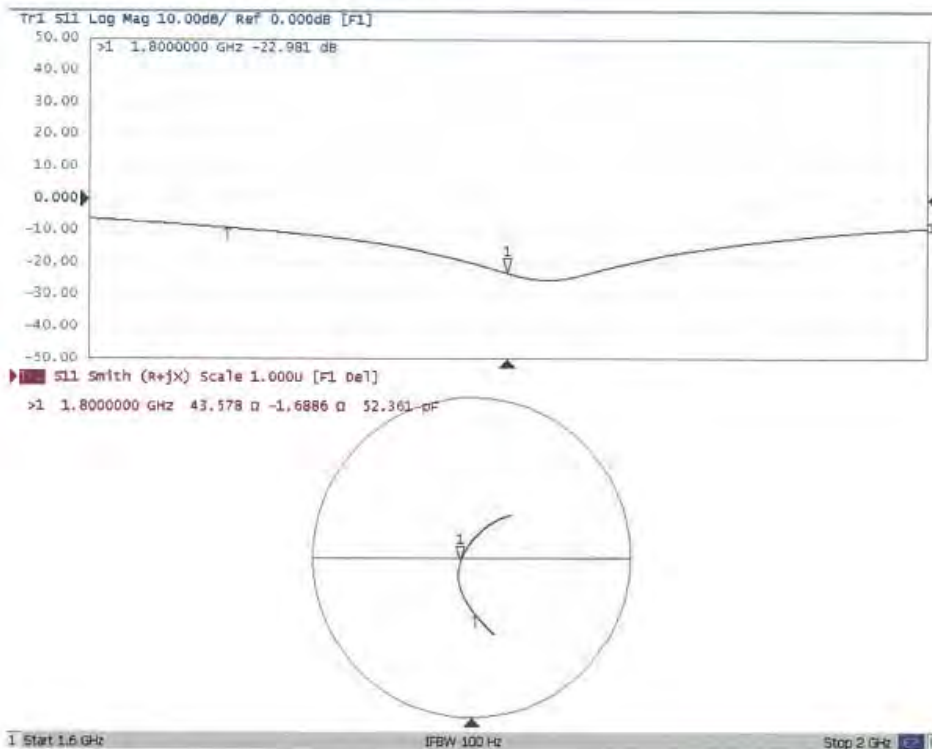 Tr1 S11 Log Mag 10.00dB/ Ref 0.000dB [F1]
50.00
>1 1.8000000 GHz -22.981 dB
40.00
30.00
20.00
10.00
0.000
-10.00
1
-20.00
-30.00
-40.00
-50.00
S11 Smith (R+jX) Scale 1.000U [F1 Del]
>1 1.8000000 GHz 43.578 Ω -1.6886 Ω 52.361 pF
1
1 Start 1.6 GHz IFBW 100 Hz Stop 2 GHz